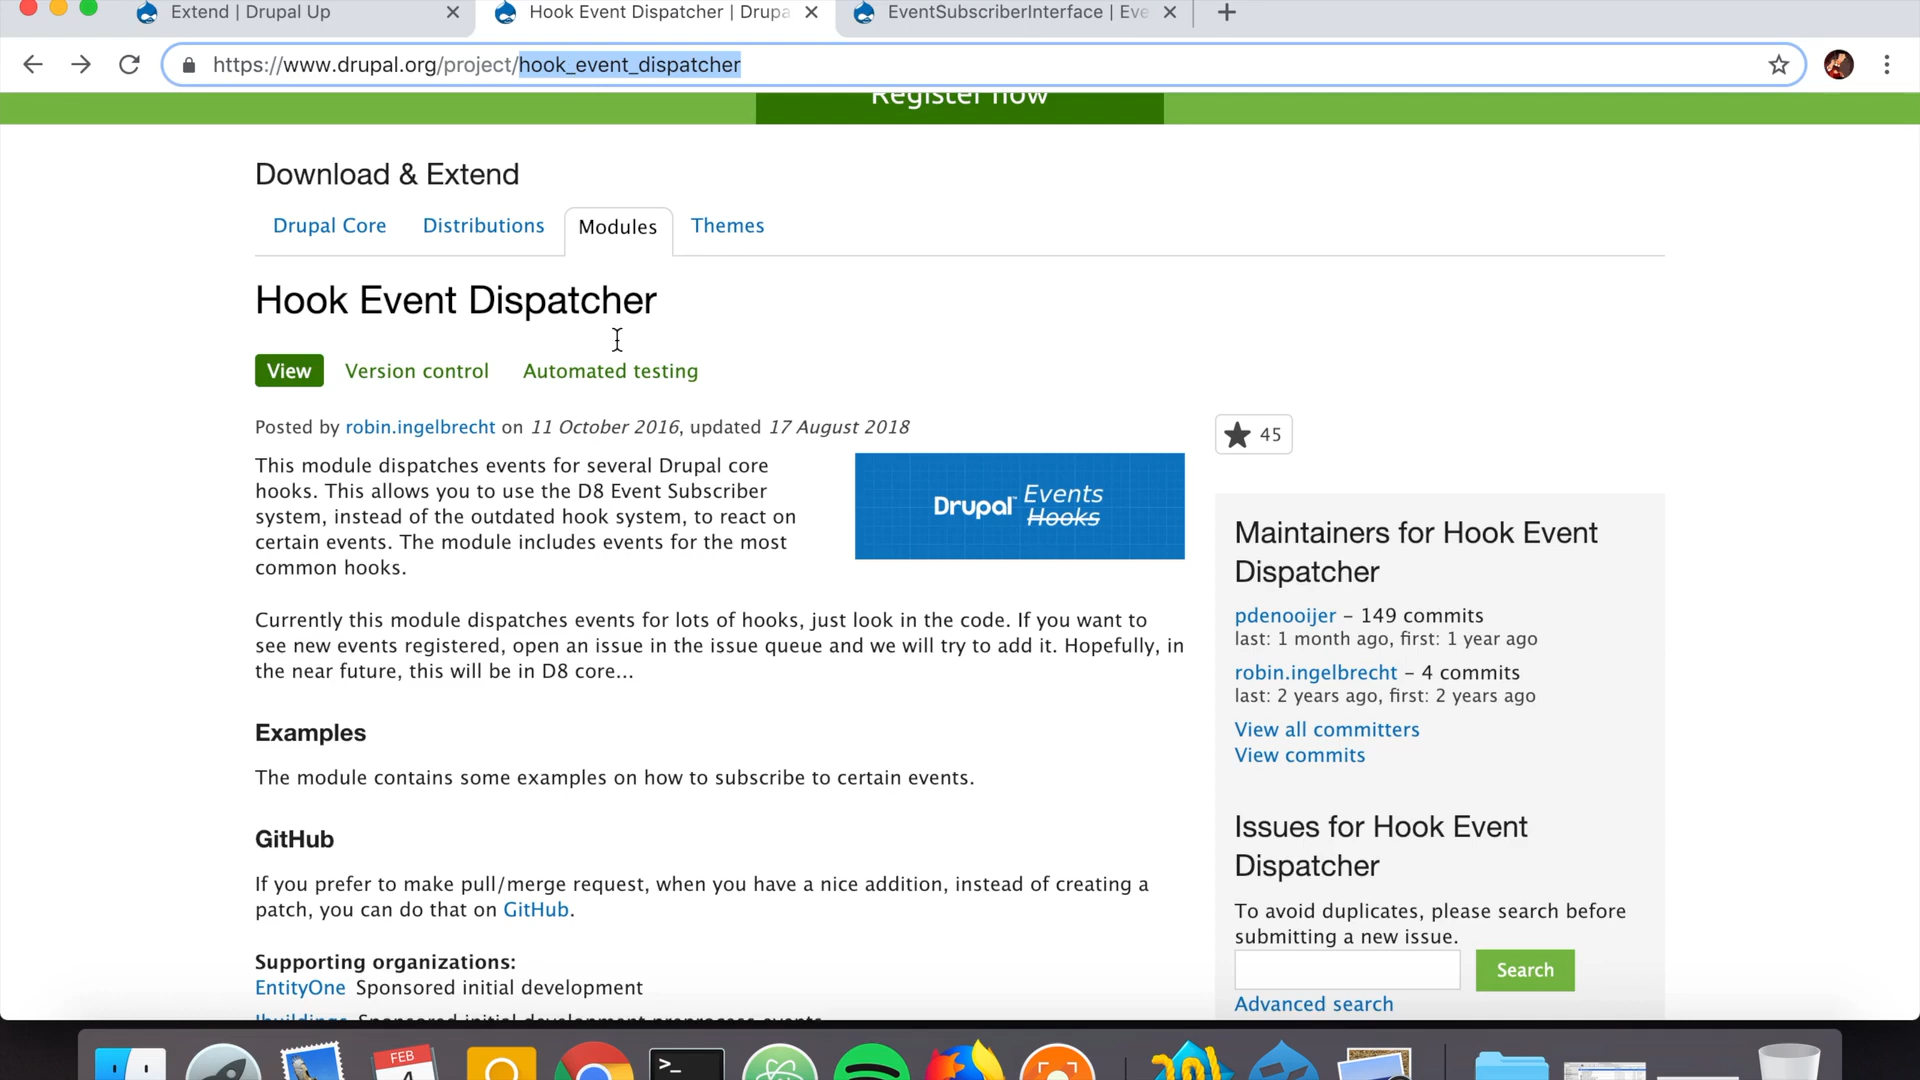 Extend | Drupal Up
Hook Event Dispatcher | Drupa
EventSubscriberInterface | Eve
https://www.drupal.org/project/hook_event_dispatcher
Register now
Download & Extend
Drupal Core
Distributions
Modules
Themes
Hook Event Dispatcher
View
Version control
Automated testing
Posted by robin.ingelbrecht on 11 October 2016, updated 17 August 2018
45
This module dispatches events for several Drupal core
hooks. This allows you to use the D8 Event Subscriber
system, instead of the outdated hook system, to react on
certain events. The module includes events for the most
common hooks.
Drupal™ Events
Hooks
Currently this module dispatches events for lots of hooks, just look in the code. If you want to
see new events registered, open an issue in the issue queue and we will try to add it. Hopefully, in
the near future, this will be in D8 core...
Examples
The module contains some examples on how to subscribe to certain events.
GitHub
If you prefer to make pull/merge request, when you have a nice addition, instead of creating a
patch, you can do that on GitHub.
Supporting organizations:
EntityOne Sponsored initial development
Ibuildings Sponsored initial development preprocess events
Maintainers for Hook Event
Dispatcher
pdenooijer – 149 commits
last: 1 month ago, first: 1 year ago
robin.ingelbrecht – 4 commits
last: 2 years ago, first: 2 years ago
View all committers
View commits
Issues for Hook Event
Dispatcher
To avoid duplicates, please search before
submitting a new issue.
Search
Advanced search
FEB